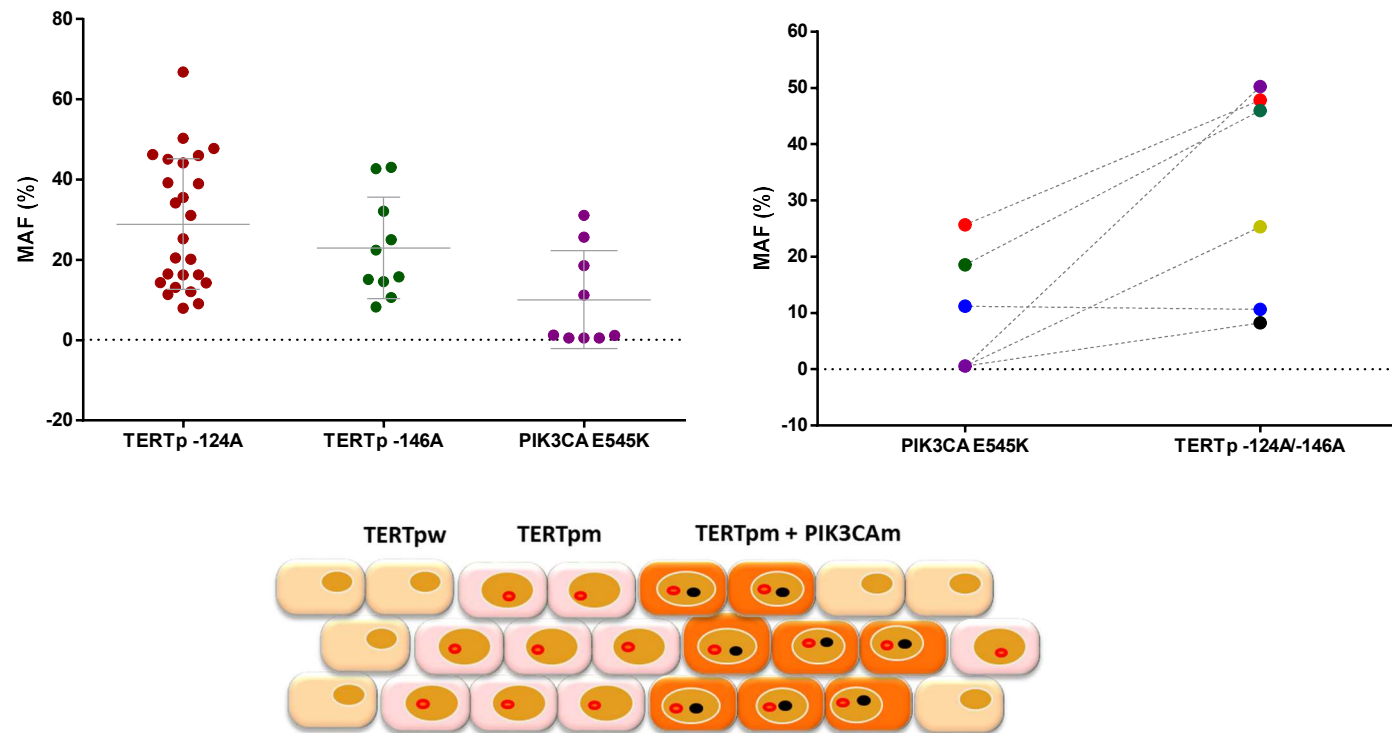 80
60
40
20
0
-20
MAF (%)
TERTp -124A
TERTp -146A
PIK3CA E545K
60
50
40
30
20
10
0
-10
MAF (%)
PIK3CA E545K
TERTp -124A/-146A
TERTpw
TERTpm
TERTpm + PIK3CAm